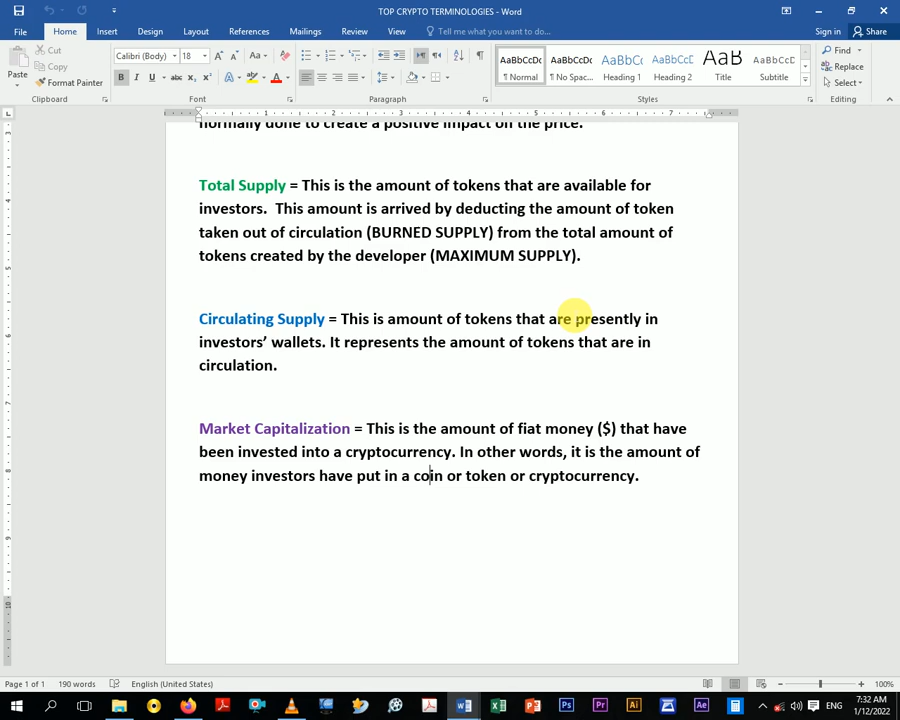 TOP CRYPTO TERMINOLOGIES - Word
File Home Insert Design Layout References Mailings Review View Tell me what you want to do... Sign in Share
Paste Cut Copy Format Painter
Calibri (Body) 18
AaBbCcDc AaBbCcDc AaBbCc AaBbCcD AaB AaBbCcD
¶ Normal ¶ No Spac... Heading 1 Heading 2 Title Subtitle
Find Replace Select
Clipboard Font Paragraph Styles Editing
1 2 3 4 5 6 7
normally done to create a positive impact on the price.
Total Supply = This is the amount of tokens that are available for
investors.  This amount is arrived by deducting the amount of token
taken out of circulation (BURNED SUPPLY) from the total amount of
tokens created by the developer (MAXIMUM SUPPLY).
Circulating Supply = This is amount of tokens that are presently in
investors’ wallets. It represents the amount of tokens that are in
circulation.
Market Capitalization = This is the amount of fiat money ($) that have
been invested into a cryptocurrency. In other words, it is the amount of
money investors have put in a coin or token or cryptocurrency.
Page 1 of 1 190 words English (United States) 100%
7:32 AM
ENG
1/12/2022